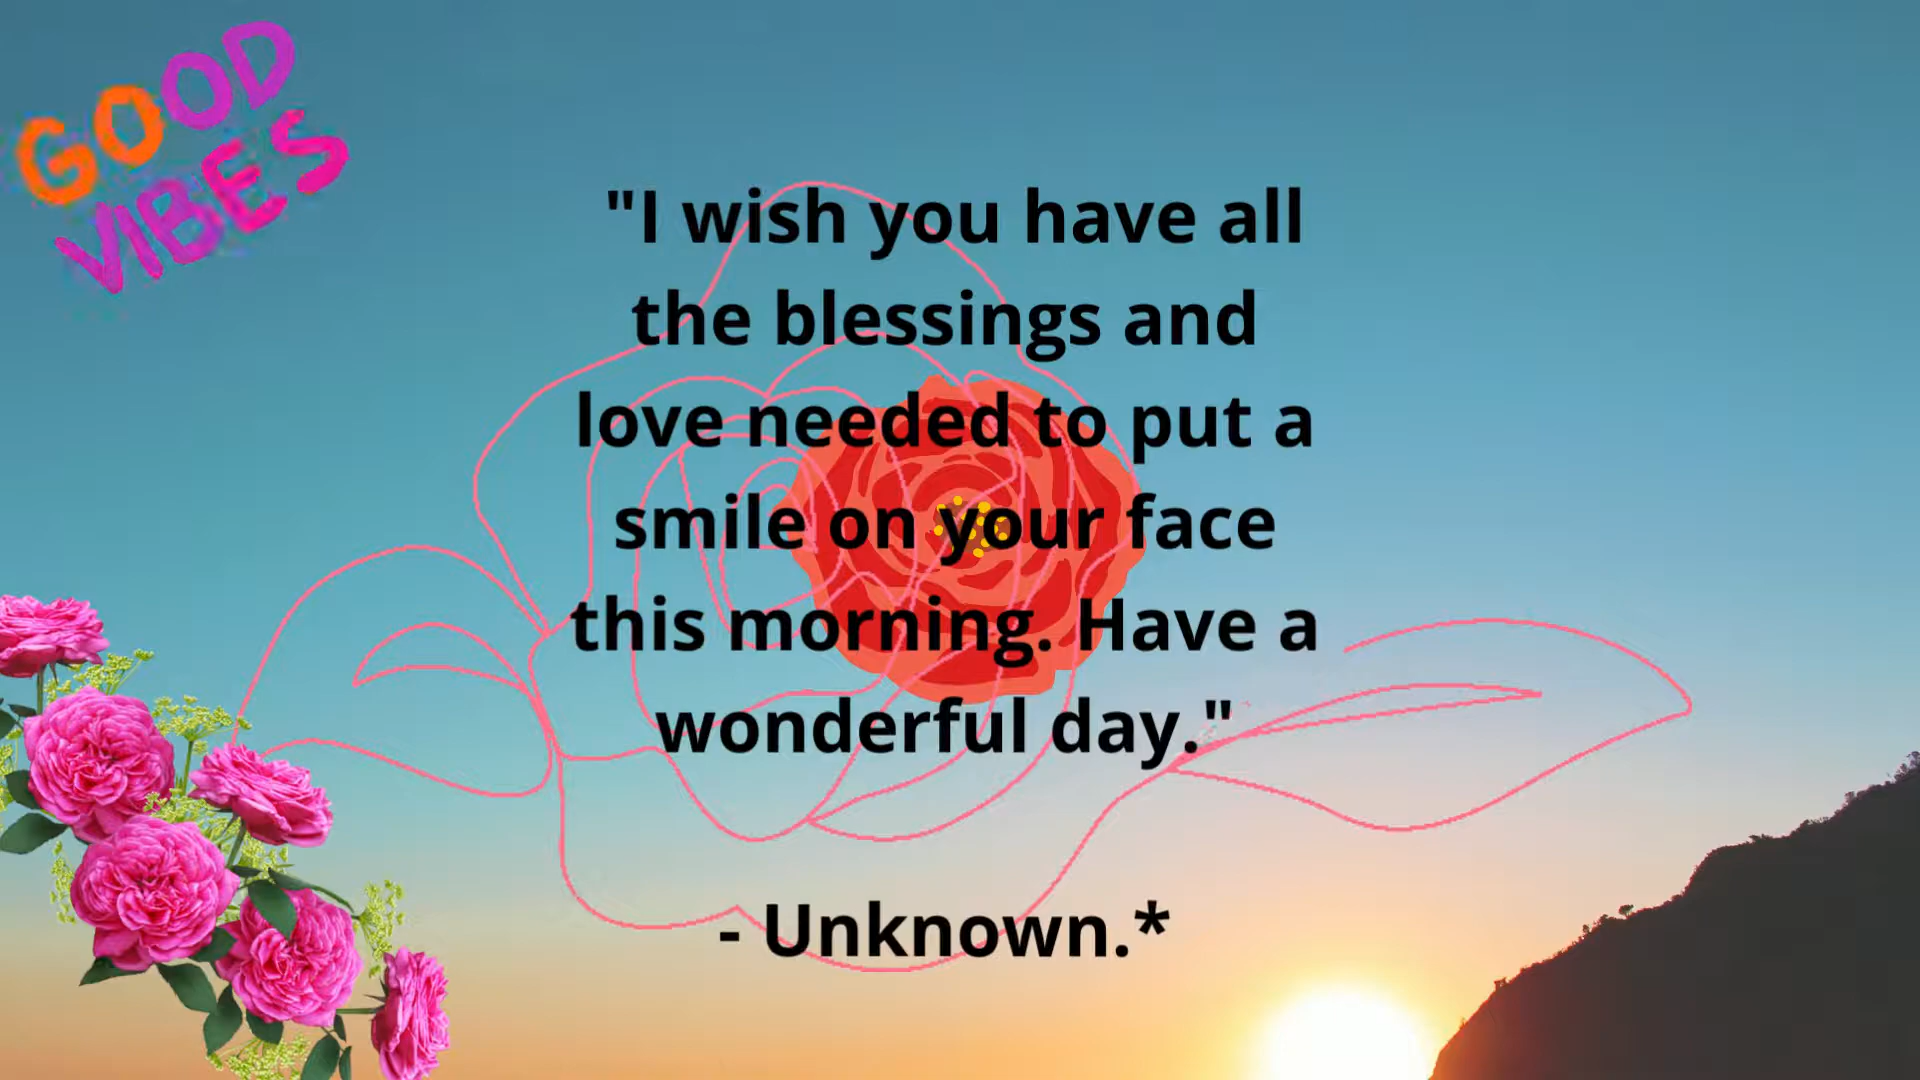 GOOD
VIBES
"I wish you have all
the blessings and
love needed to put a
smile on your face
this morning. Have a
wonderful day."
- Unknown.*